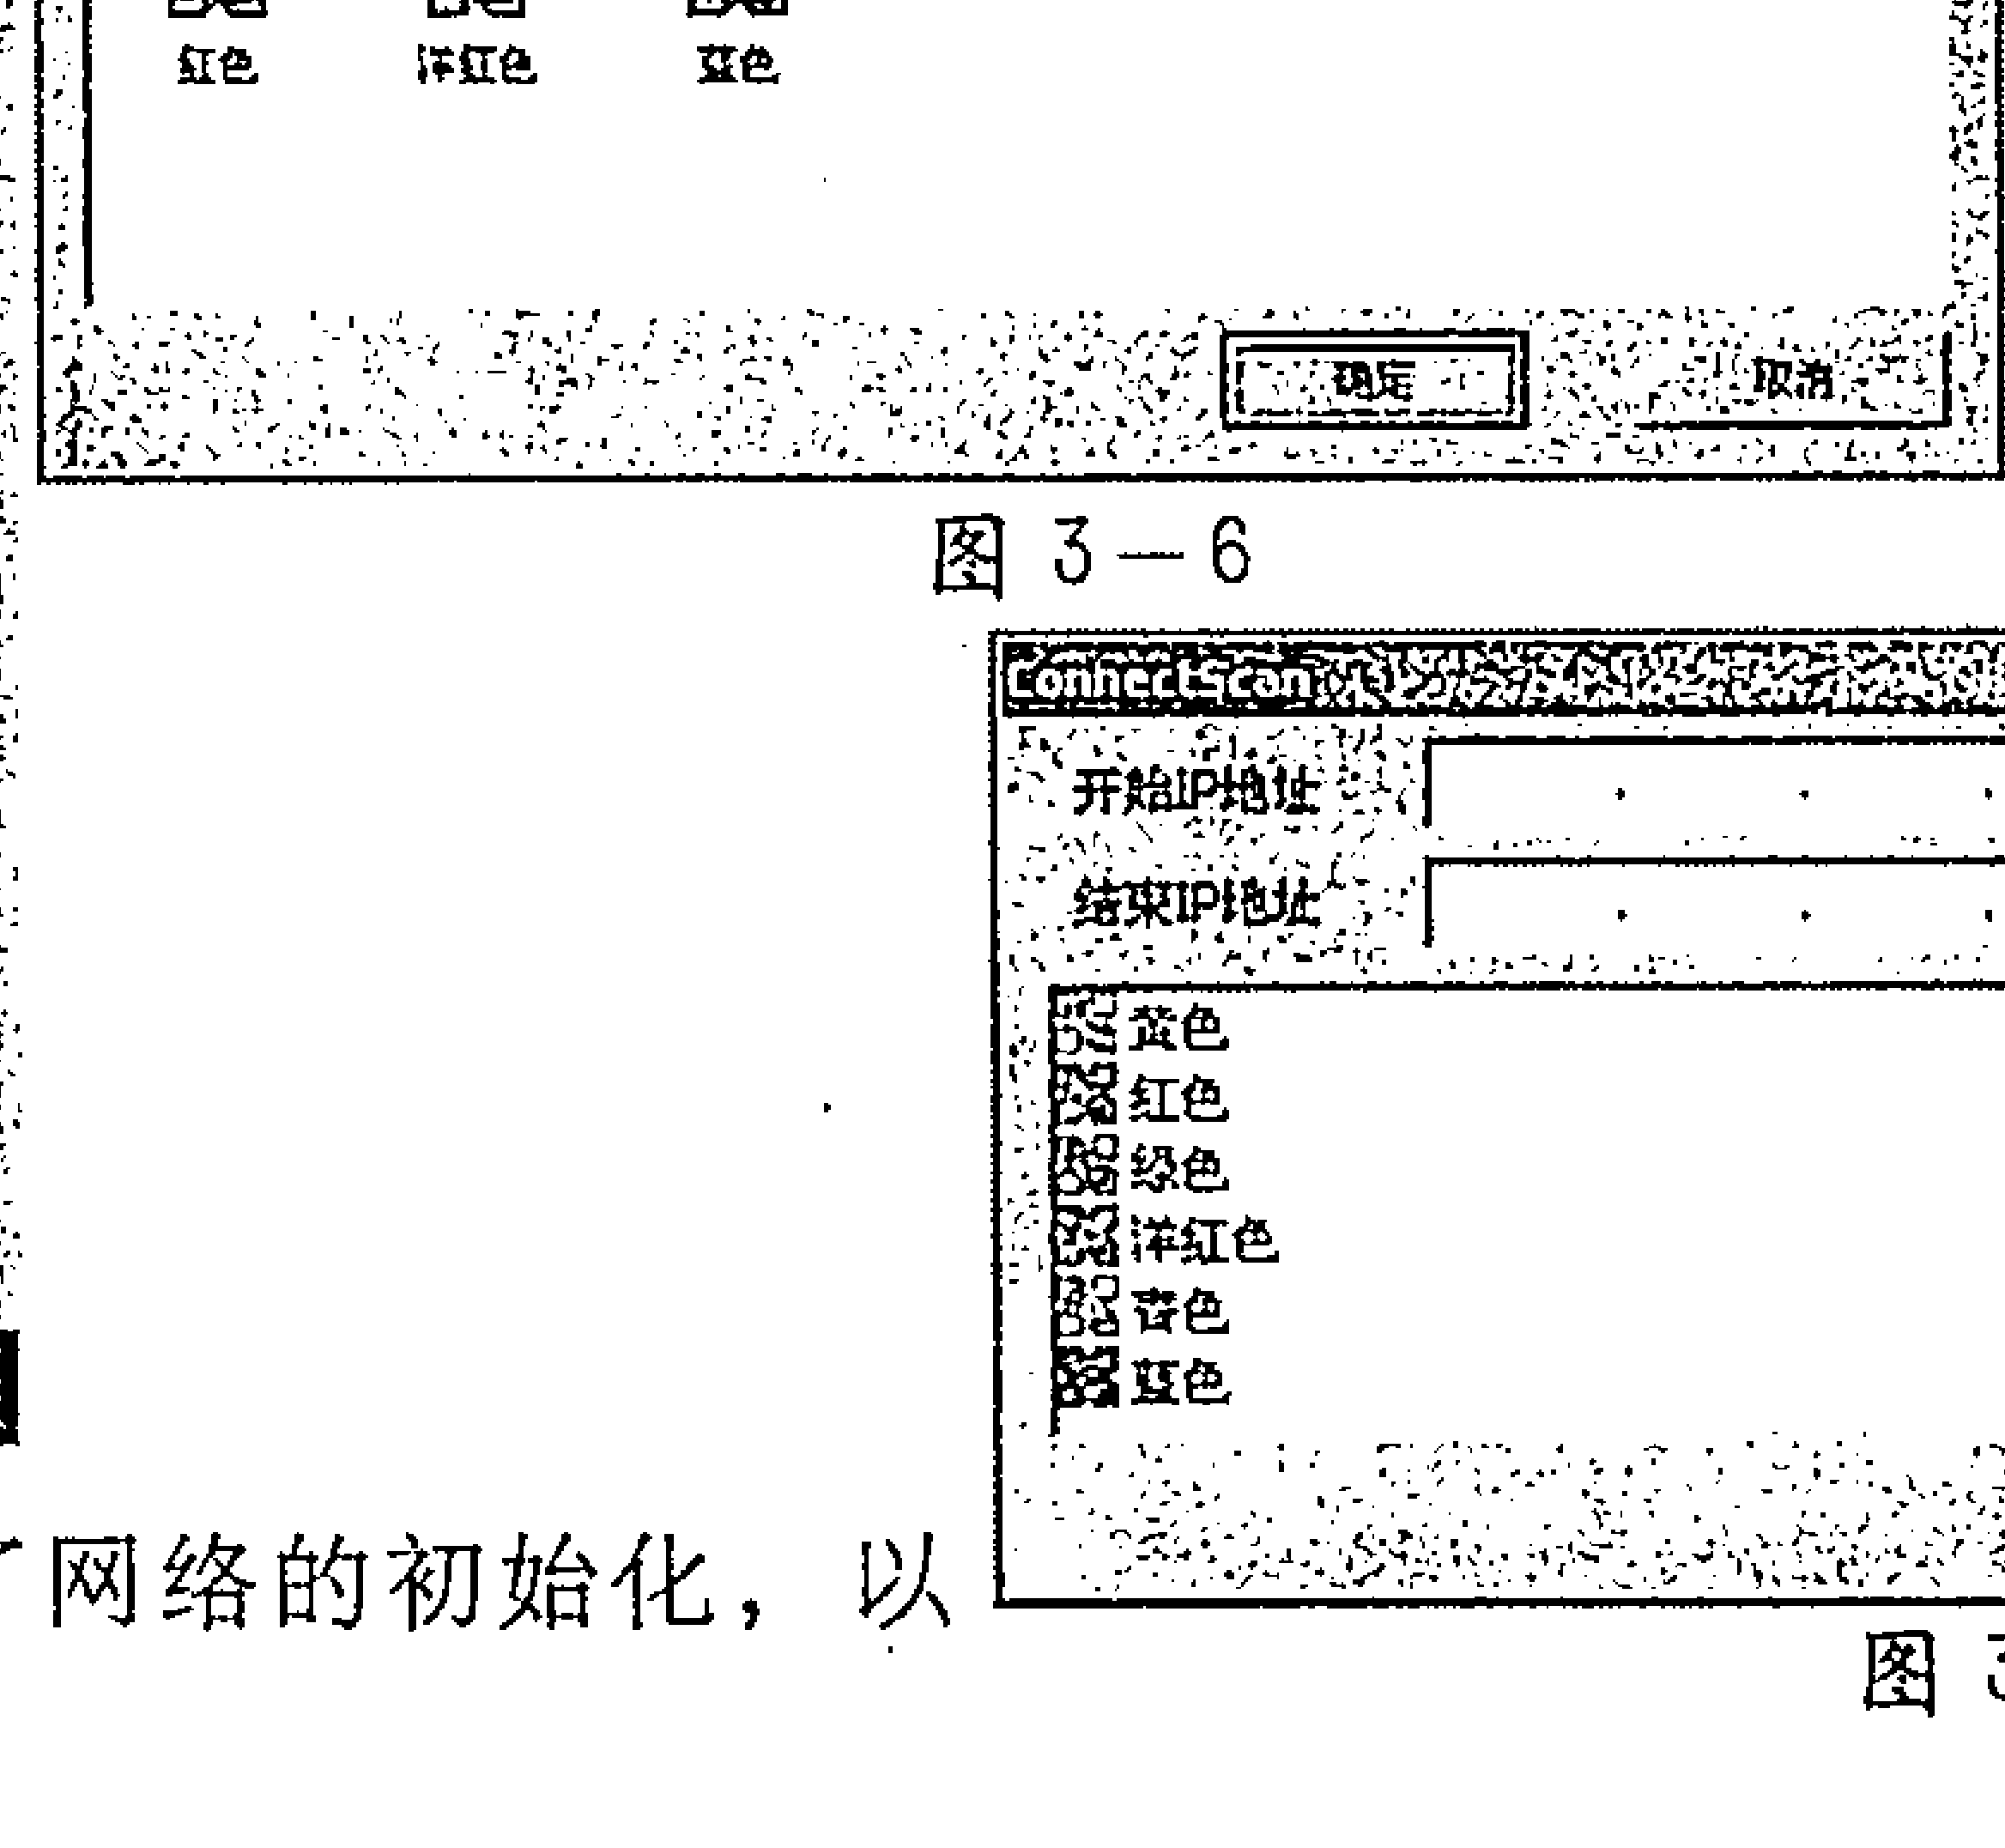 红色 洋红色 蓝色
确定 取消
图 3－6
ConnectScan
开始IP地址
结束IP地址
黄色
红色
绿色
洋红色
青色
蓝色
网络的初始化，以
图 3